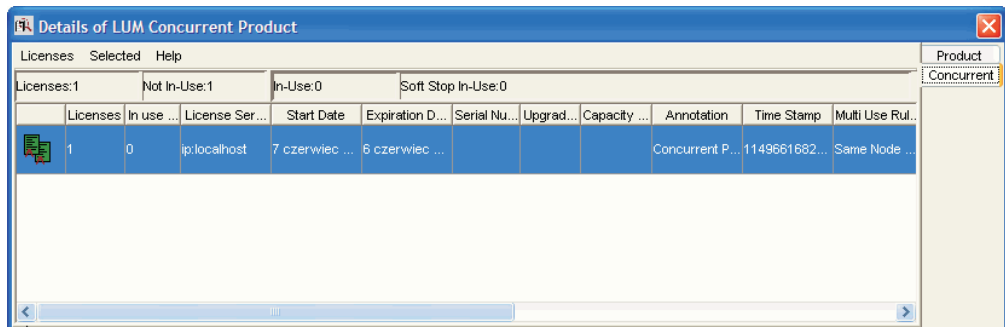 Details of LUM Concurrent Product
Licenses Selected Help
Product
Concurrent
Licenses:1 Not In-Use:1 In-Use:0 Soft Stop In-Use:0
Licenses In use ... License Ser... Start Date Expiration D... Serial Nu... Upgrad... Capacity ... Annotation Time Stamp Multi Use Rul...
1 0 ip:localhost 7 czerwiec ... 6 czerwiec ... Concurrent P... 1149661682... Same Node ...